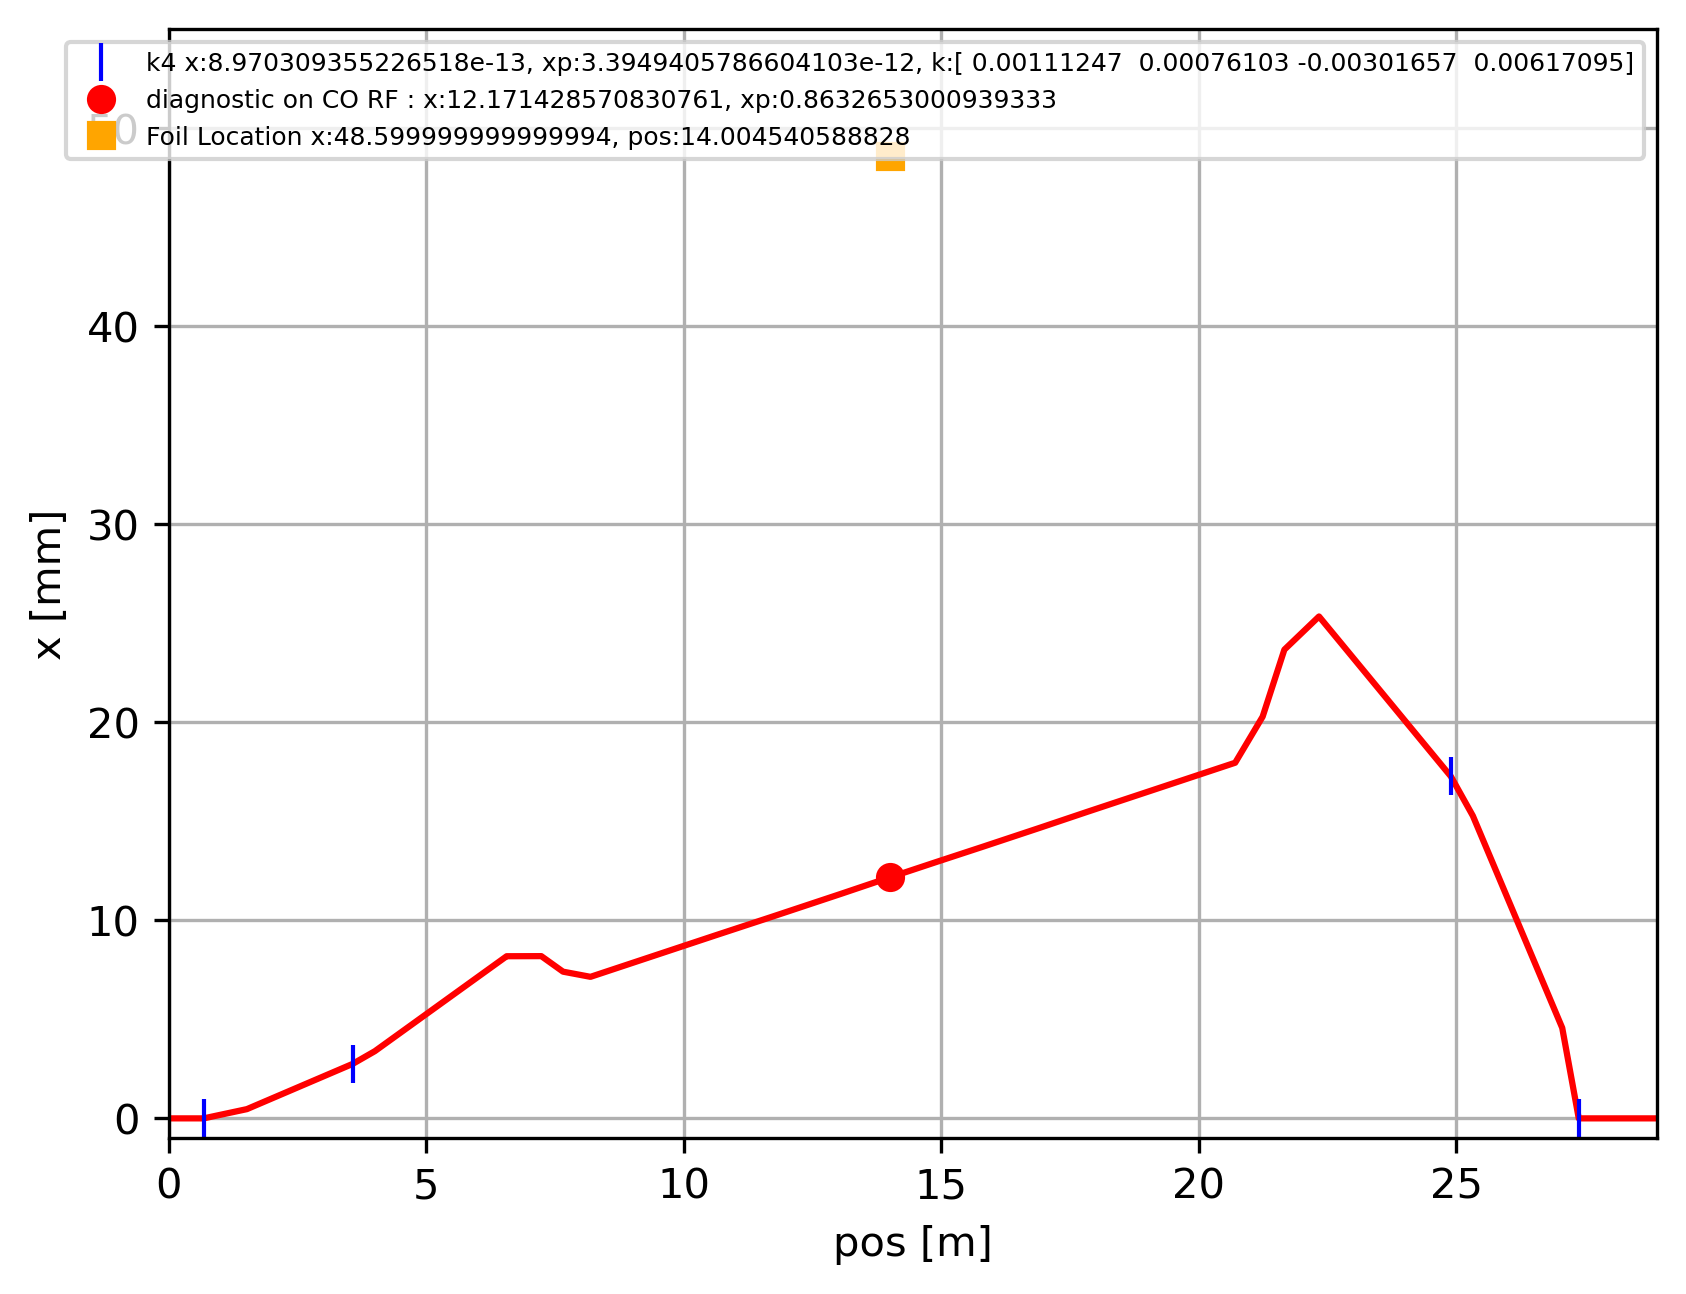 k4 x:8.970309355226518e-13, xp:3.3949405786604103e-12, k:[ 0.00111247  0.00076103 -0.00301657  0.00617095]
diagnostic on CO RF : x:12.171428570830761, xp:0.8632653000939333
Foil Location x:48.599999999999994, pos:14.004540588828
50
40
30
20
10
0
x [mm]
0 5 10 15 20 25
pos [m]